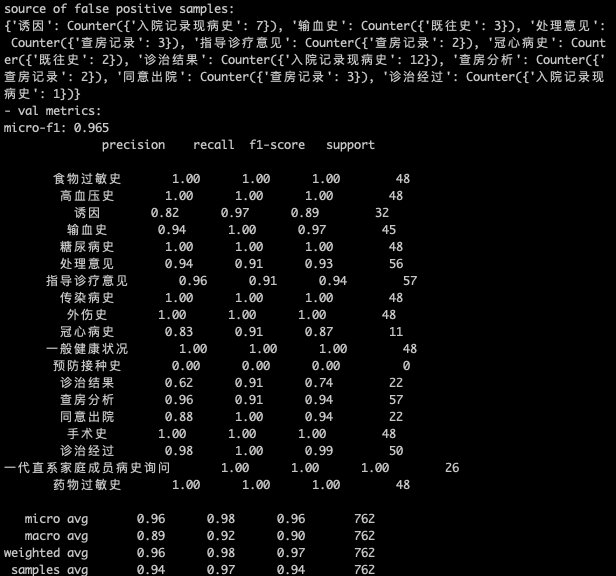 source of false positive samples:
{'诱因': Counter({'入院记录现病史': 7}), '输血史': Counter({'既往史': 3}), '处理意见':
 Counter({'查房记录': 3}), '指导诊疗意见': Counter({'查房记录': 2}), '冠心病史': Count
er({'既往史': 2}), '诊治结果': Counter({'入院记录现病史': 12}), '查房分析': Counter({'
查房记录': 2}), '同意出院': Counter({'查房记录': 3}), '诊治经过': Counter({'入院记录现
病史': 1})}
- val metrics:
micro-f1: 0.965
precision recall f1-score support
食物过敏史 1.00 1.00 1.00 48
高血压史 1.00 1.00 1.00 48
诱因 0.82 0.97 0.89 32
输血史 0.94 1.00 0.97 45
糖尿病史 1.00 1.00 1.00 48
处理意见 0.94 0.91 0.93 56
指导诊疗意见 0.96 0.91 0.94 57
传染病史 1.00 1.00 1.00 48
外伤史 1.00 1.00 1.00 48
冠心病史 0.83 0.91 0.87 11
一般健康状况 1.00 1.00 1.00 48
预防接种史 0.00 0.00 0.00 0
诊治结果 0.62 0.91 0.74 22
查房分析 0.96 0.91 0.94 57
同意出院 0.88 1.00 0.94 22
手术史 1.00 1.00 1.00 48
诊治经过 0.98 1.00 0.99 50
一代直系家庭成员病史询问 1.00 1.00 1.00 26
药物过敏史 1.00 1.00 1.00 48
micro avg 0.96 0.98 0.96 762
macro avg 0.89 0.92 0.90 762
weighted avg 0.96 0.98 0.97 762
samples avg 0.94 0.97 0.94 762